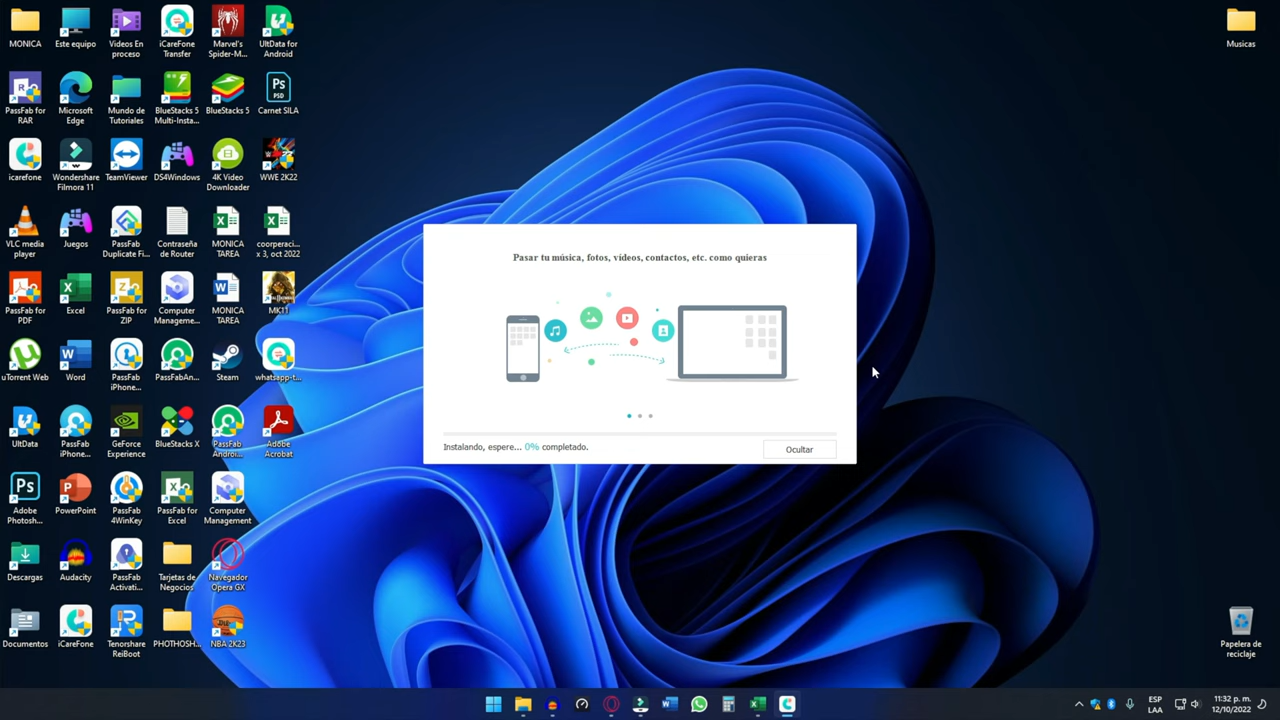 MONICA
Este equipo
Videos En
proceso
iCareFone
Transfer
Marvel's
Spider-M...
UltData for
Android
Musicas
PassFab for
RAR
Microsoft
Edge
Mundo de
Tutoriales
BlueStacks 5
Multi-Insta...
BlueStacks 5
Carnet SILA
icarefone
Wondershare
Filmora 11
TeamViewer
DS4Windows
4K Video
Downloader
WWE 2K22
VLC media
player
Juegos
PassFab
Duplicate Fi...
Contraseña
de Router
MONICA
TAREA
coorperaci...
x 3, oct 2022
PassFab for
PDF
Excel
PassFab for
ZIP
Computer
Manageme...
MONICA
TAREA
MK11
uTorrent Web
Word
PassFab
iPhone...
PassFabAn...
Steam
whatsapp-t...
UltData
PassFab
iPhone...
GeForce
Experience
BlueStacks X
PassFab
Androi...
Adobe
Acrobat
Adobe
Photosh...
PowerPoint
PassFab
4WinKey
PassFab for
Excel
Computer
Management
Descargas
Audacity
PassFab
Activati...
Tarjetas de
Negocios
Navegador
Opera GX
Documentos
iCareFone
Tenorshare
ReiBoot
PHOTHOSH...
NBA 2K23
Pasar tu música, fotos, vídeos, contactos, etc. como quieras
Instalando, espere... 0% completado.
Ocultar
Papelera de
reciclaje
ESP
LAA
11:32 p. m.
12/10/2022